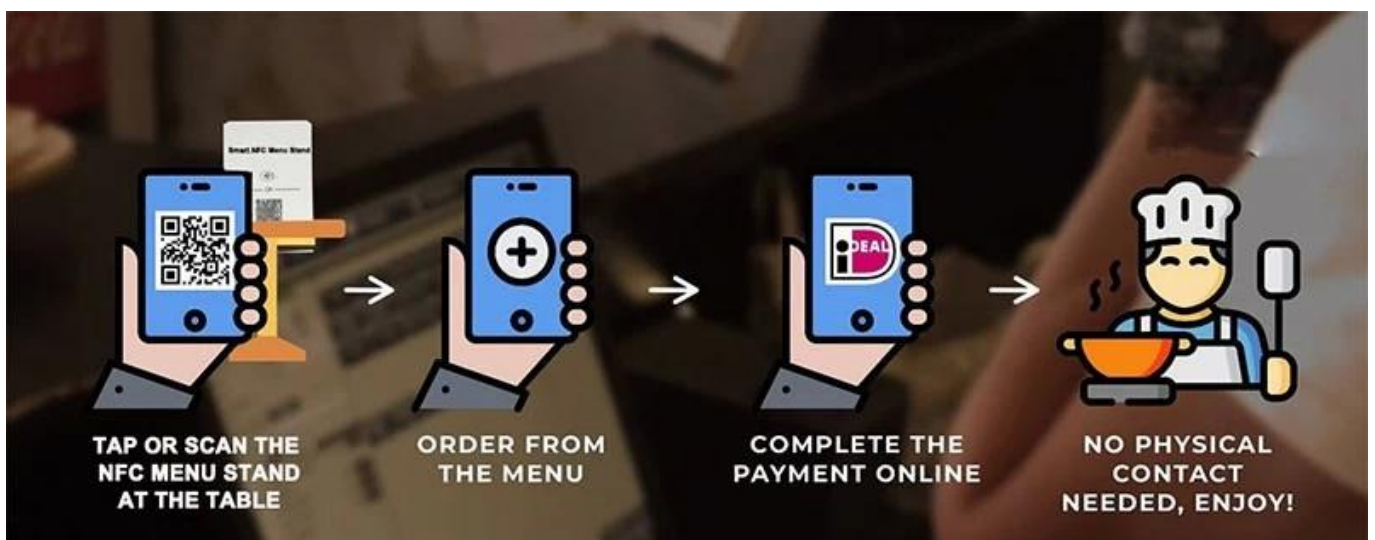 Smart NFC Menu Stand
OR
iDEAL
TAP OR SCAN THE
NFC MENU STAND
AT THE TABLE
ORDER FROM
THE MENU
COMPLETE THE
PAYMENT ONLINE
NO PHYSICAL
CONTACT
NEEDED, ENJOY!